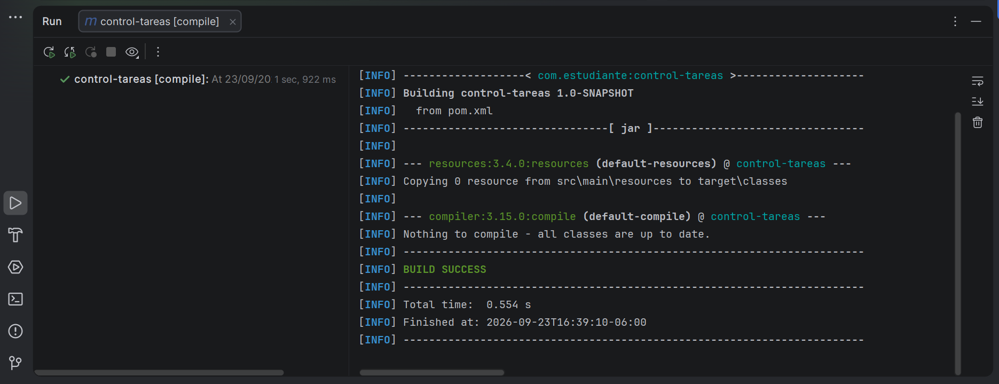 Run
m control-tareas [compile]
control-tareas [compile]: At 23/09/20 1 sec, 922 ms
[INFO] -------------------< com.estudiante:control-tareas >--------------------
[INFO] Building control-tareas 1.0-SNAPSHOT
[INFO]   from pom.xml
[INFO] --------------------------------[ jar ]---------------------------------
[INFO]
[INFO] --- resources:3.4.0:resources (default-resources) @ control-tareas ---
[INFO] Copying 0 resource from src\main\resources to target\classes
[INFO]
[INFO] --- compiler:3.15.0:compile (default-compile) @ control-tareas ---
[INFO] Nothing to compile - all classes are up to date.
[INFO] ------------------------------------------------------------------------
[INFO] BUILD SUCCESS
[INFO] ------------------------------------------------------------------------
[INFO] Total time:  0.554 s
[INFO] Finished at: 2026-09-23T16:39:10-06:00
[INFO] ------------------------------------------------------------------------